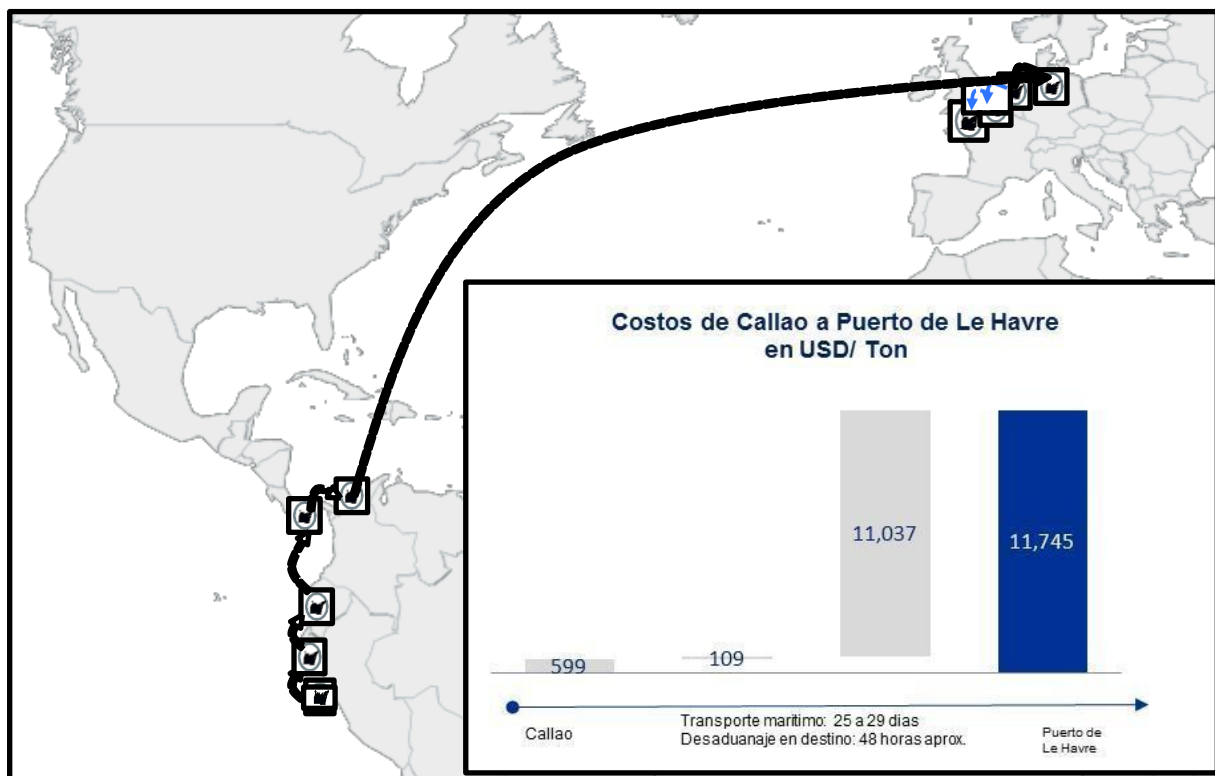 Costos de Callao a Puerto de Le Havre
en USD/ Ton
11,037
11,745
599
109
Callao
Transporte marítimo: 25 a 29 dias
Desaduanaje en destino: 48 horas aprox.
Puerto de
Le Havre